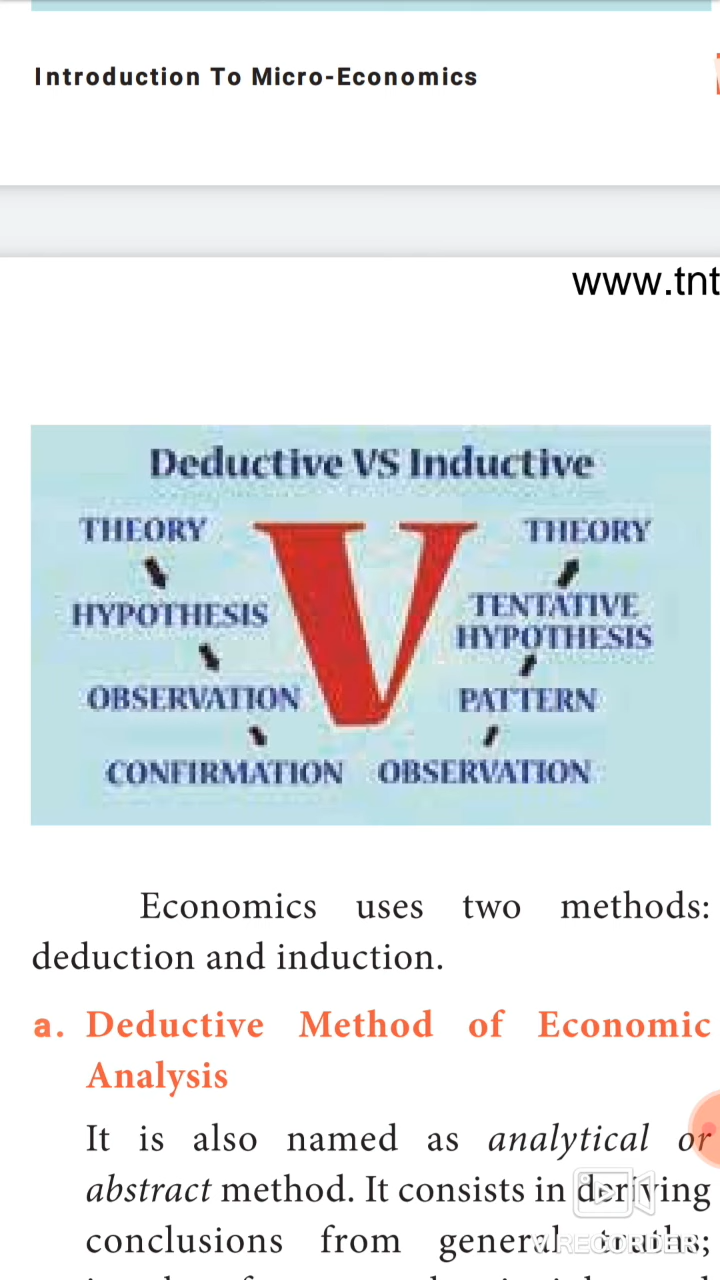 Introduction To Micro-Economics
www.tnt
Deductive VS Inductive
THEORY
HYPOTHESIS
OBSERVATION
CONFIRMATION
V
THEORY
TENTATIVE
HYPOTHESIS
PATTERN
OBSERVATION
Economics uses two methods:
deduction and induction.
a. Deductive Method of Economic
Analysis
It is also named as analytical or
abstract method. It consists in deriving
conclusions from general truths;
V RECORDER